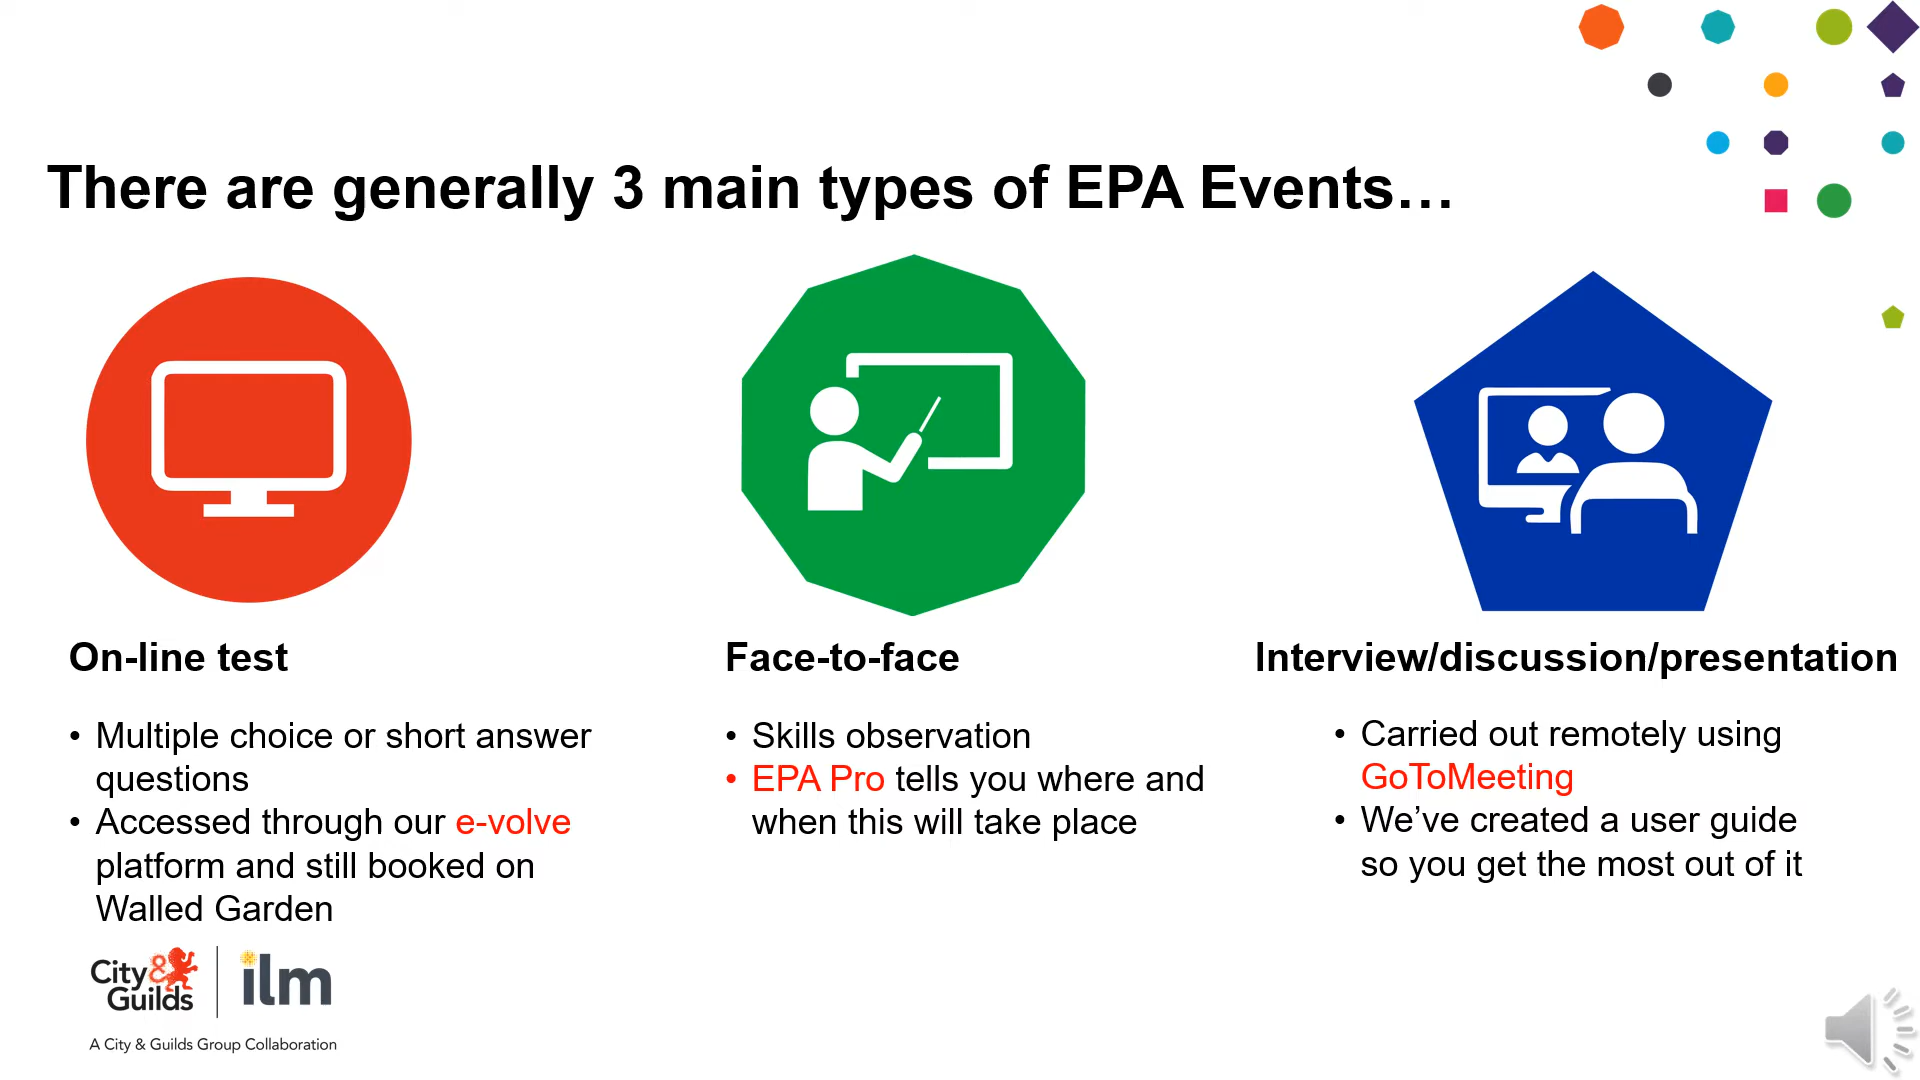 There are generally 3 main types of EPA Events…
On-line test
• Multiple choice or short answer
questions
• Accessed through our e-volve
platform and still booked on
Walled Garden
Face-to-face
• Skills observation
• EPA Pro tells you where and
when this will take place
Interview/discussion/presentation
• Carried out remotely using
GoToMeeting
• We’ve created a user guide
so you get the most out of it
City &
Guilds
ilm
A City & Guilds Group Collaboration